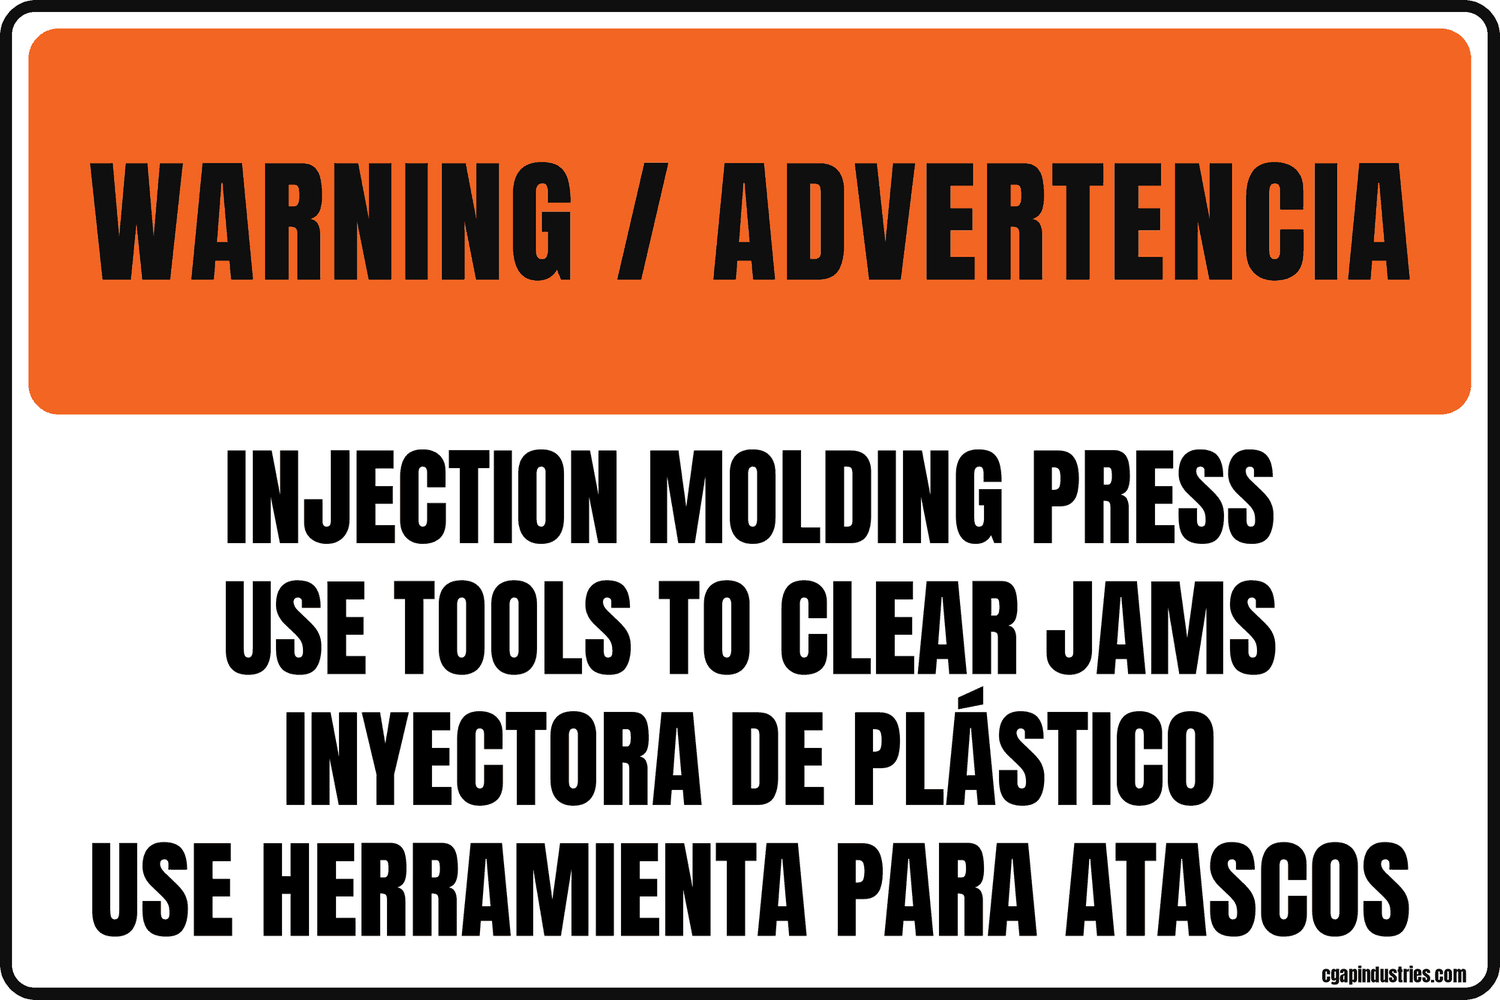 WARNING / ADVERTENCIA
INJECTION MOLDING PRESS
USE TOOLS TO CLEAR JAMS
INYECTORA DE PLÁSTICO
USE HERRAMIENTA PARA ATASCOS
cgapindustries.com